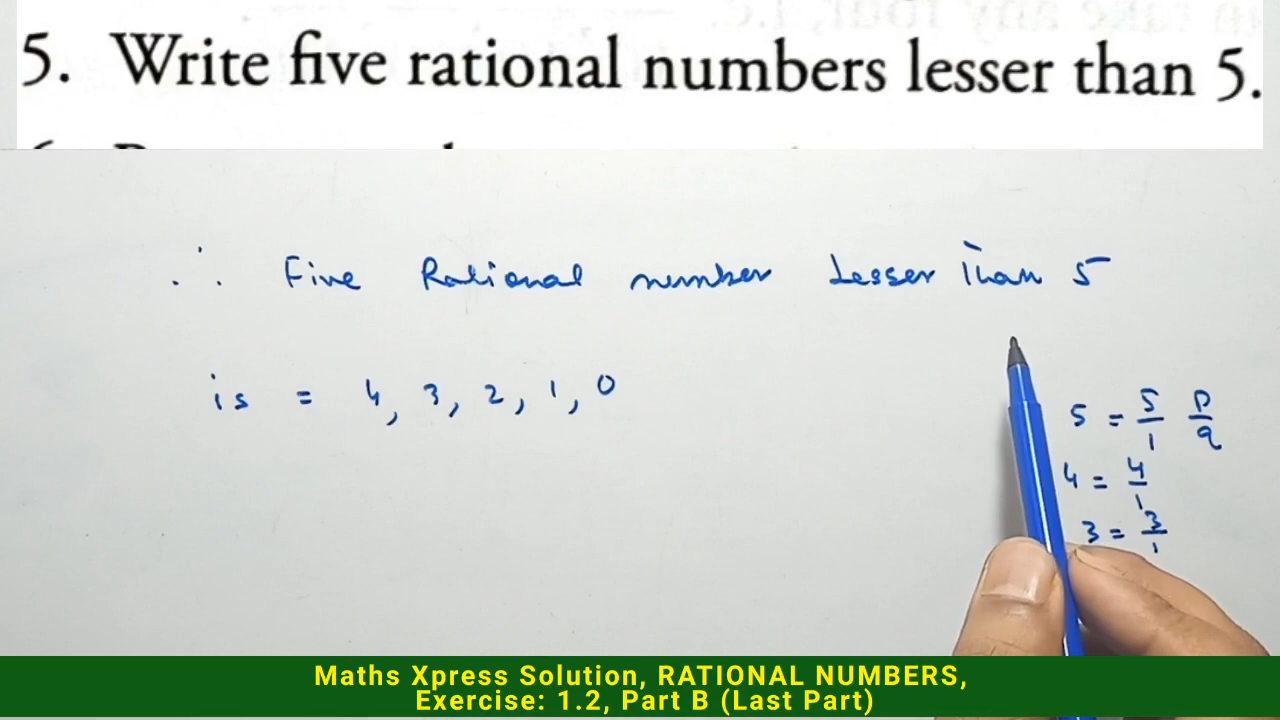 5. Write five rational numbers lesser than 5.
∴ Five Rational number Lesser Than 5
is = 4, 3, 2, 1, 0
5 = 5/1 p/q
4 = 4/1
3 = 3/1
Maths Xpress Solution, RATIONAL NUMBERS,
Exercise: 1.2, Part B (Last Part)